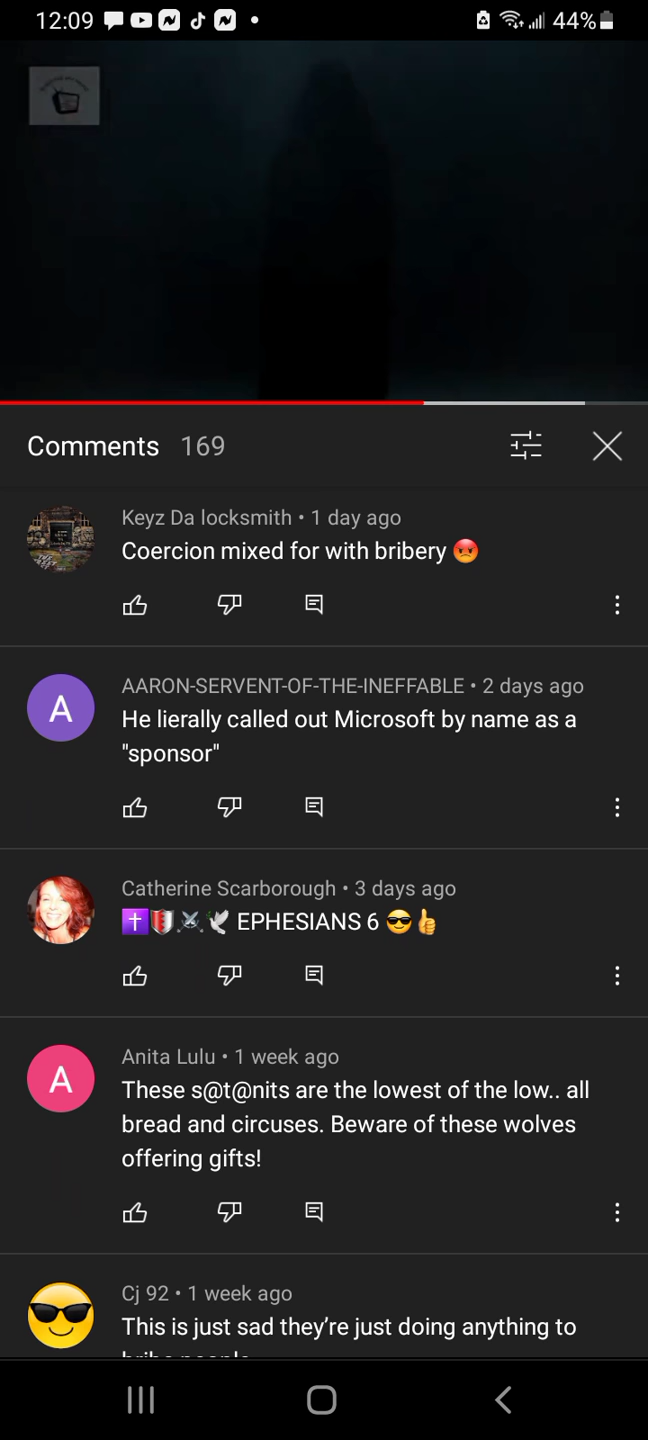 12:09
44%
Comments 169
Keyz Da locksmith • 1 day ago
Coercion mixed for with bribery 😡
A
AARON-SERVENT-OF-THE-INEFFABLE • 2 days ago
He lierally called out Microsoft by name as a
"sponsor"
Catherine Scarborough • 3 days ago
✝️🛡️⚔️🕊️ EPHESIANS 6 😎👍
A
Anita Lulu • 1 week ago
These s@t@nits are the lowest of the low.. all
bread and circuses. Beware of these wolves
offering gifts!
Cj 92 • 1 week ago
This is just sad they’re just doing anything to